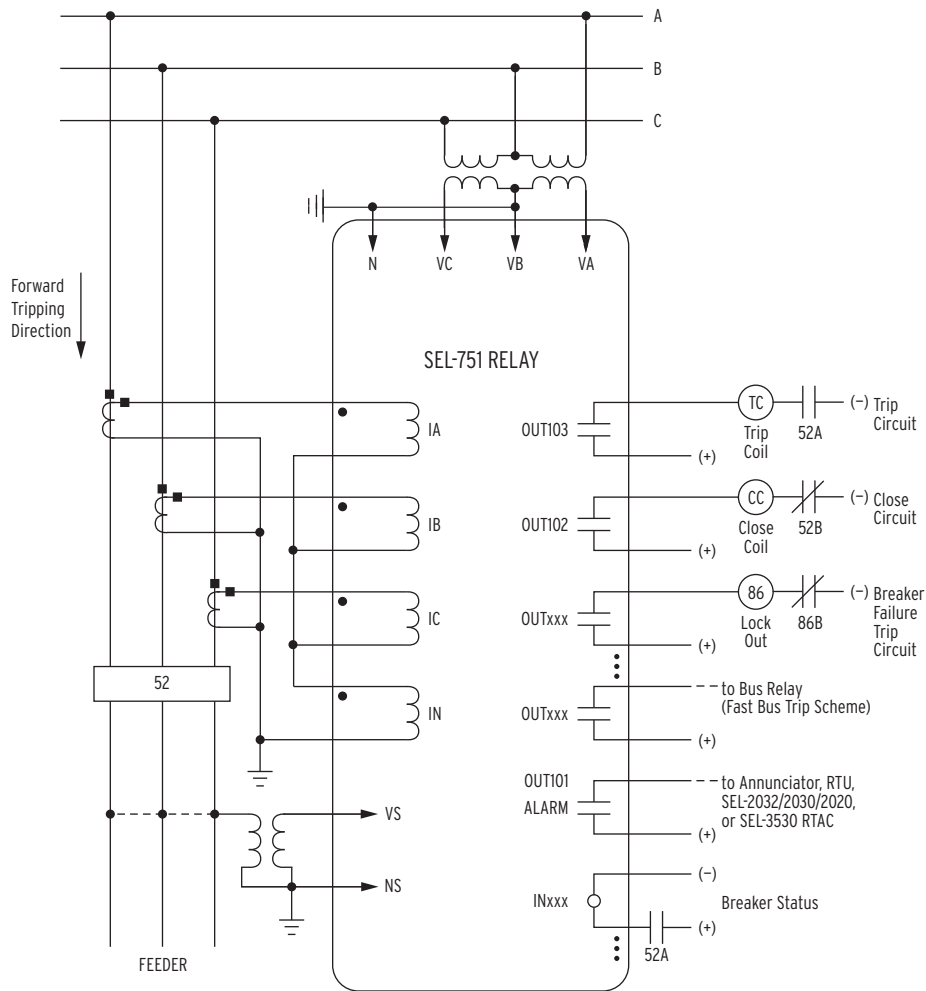 A
B
C
N
VC
VB
VA
Forward
Tripping
Direction
SEL-751 RELAY
IA
OUT103
TC
Trip
Coil
52A
(–) Trip
Circuit
(+)
IB
OUT102
CC
Close
Coil
52B
(–) Close
Circuit
(+)
IC
OUTxxx
86
Lock
Out
86B
(–) Breaker
Failure
Trip
Circuit
(+)
52
IN
OUTxxx
to Bus Relay
(Fast Bus Trip Scheme)
(+)
OUT101
ALARM
to Annunciator, RTU,
SEL-2032/2030/2020,
or SEL-3530 RTAC
(+)
VS
NS
INxxx
(–)
Breaker Status
(+)
52A
FEEDER